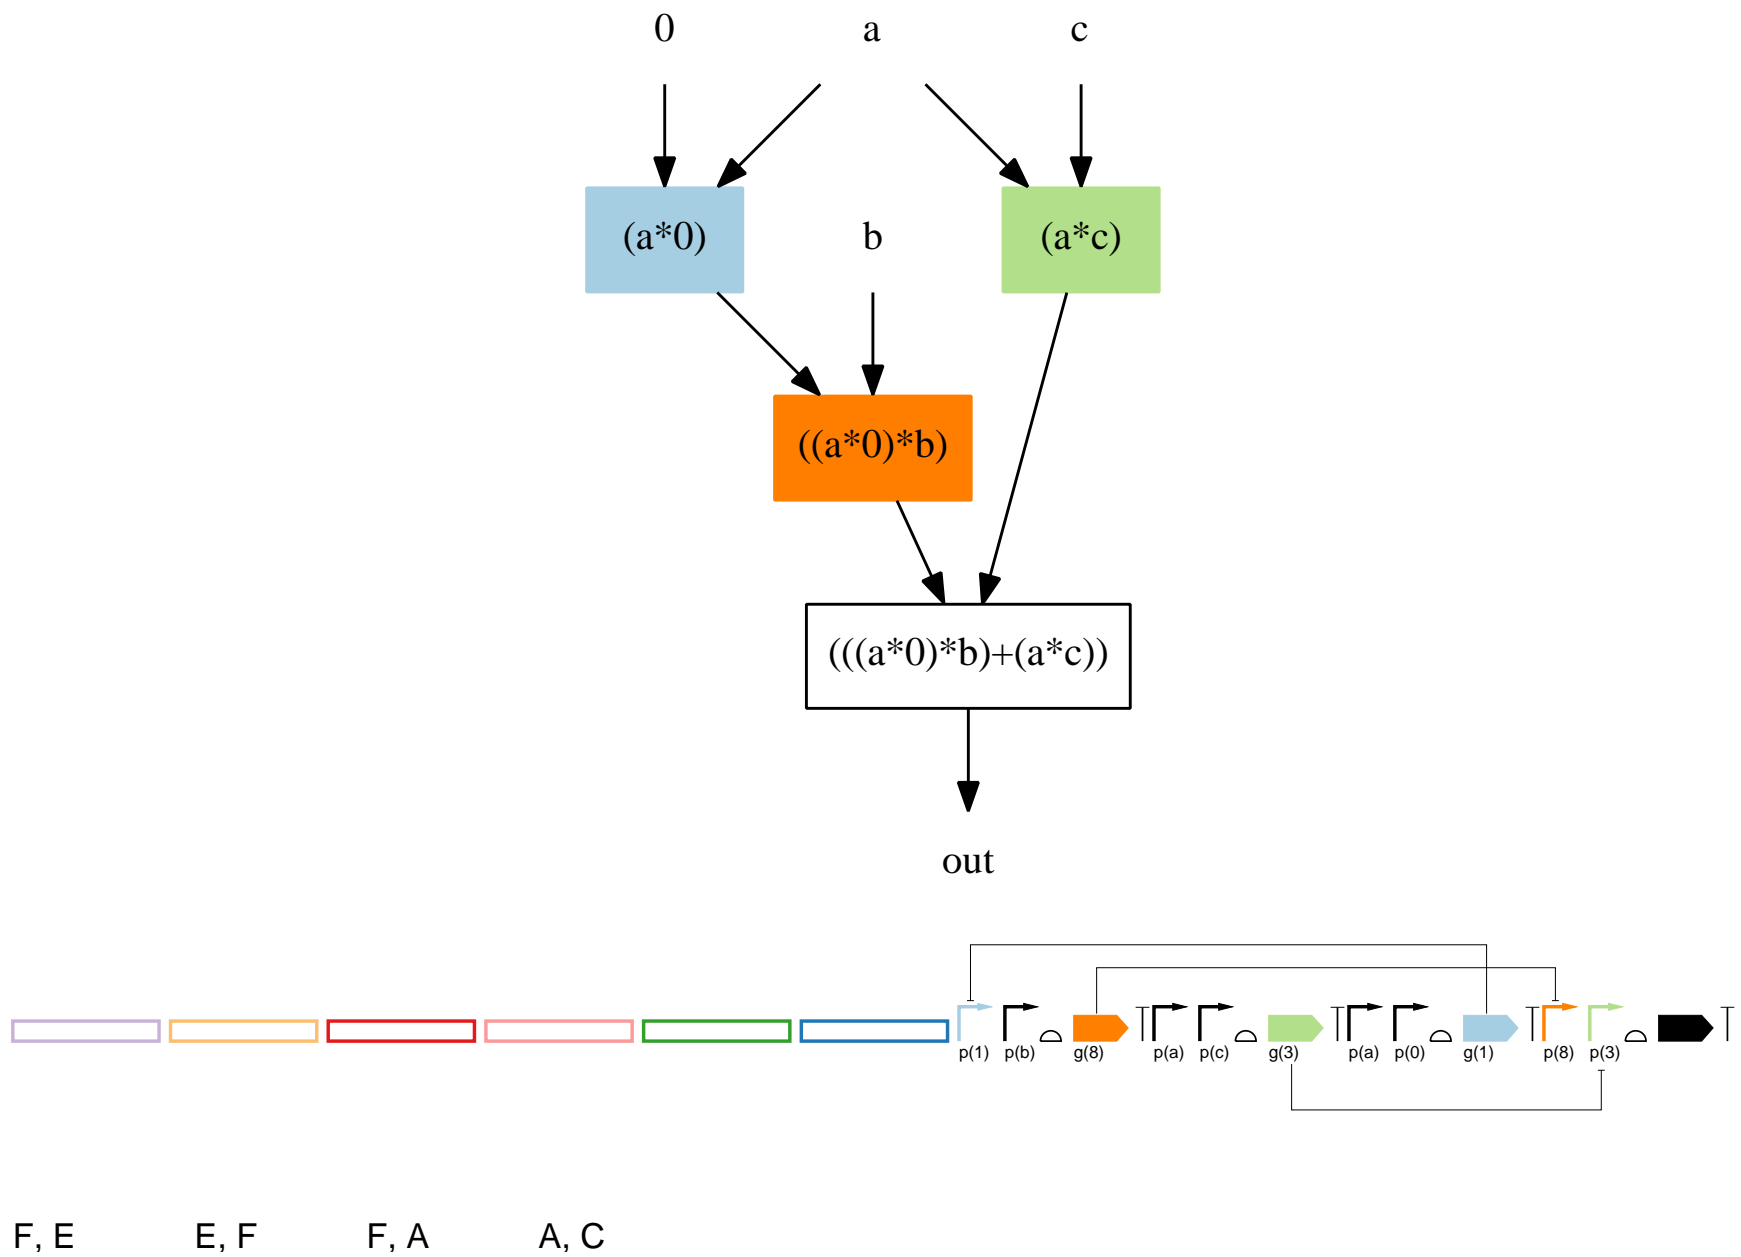 0 a c
(a*0) b (a*c)
((a*0)*b)
(((a*0)*b)+(a*c))
out
p(1) p(b) g(8) p(a) p(c) g(3) p(a) p(0) g(1) p(8) p(3)
F, E E, F F, A A, C